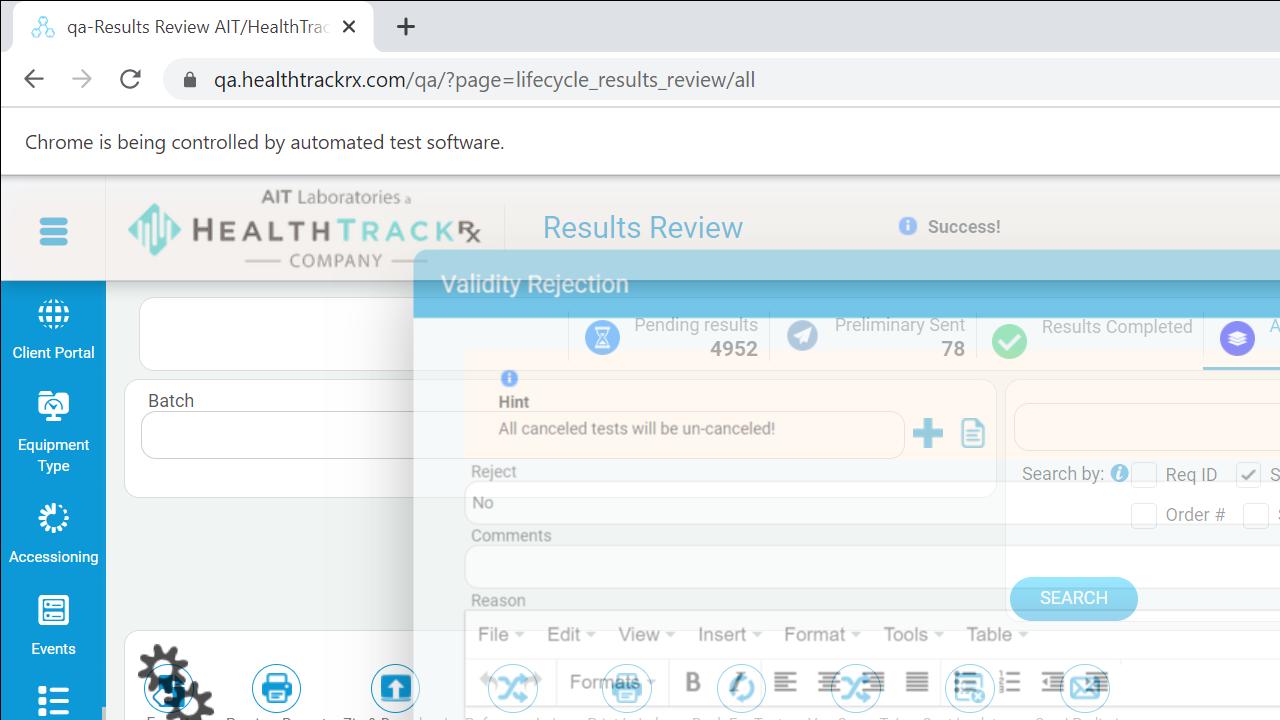 qa-Results Review AIT/HealthTrac
qa.healthtrackrx.com/qa/?page=lifecycle_results_review/all
Chrome is being controlled by automated test software.
AIT Laboratories a
HEALTHTRACKRx
COMPANY
Results Review
Success!
Validity Rejection
Client Portal
Pending results
4952
Preliminary Sent
78
Results Completed
A
Batch
Hint
All canceled tests will be un-canceled!
Equipment
Type
Reject
No
Search by:
Req ID
S
Order #
Comments
Accessioning
Reason
SEARCH
File Edit View Insert Format Tools Table
Events
Formats
B